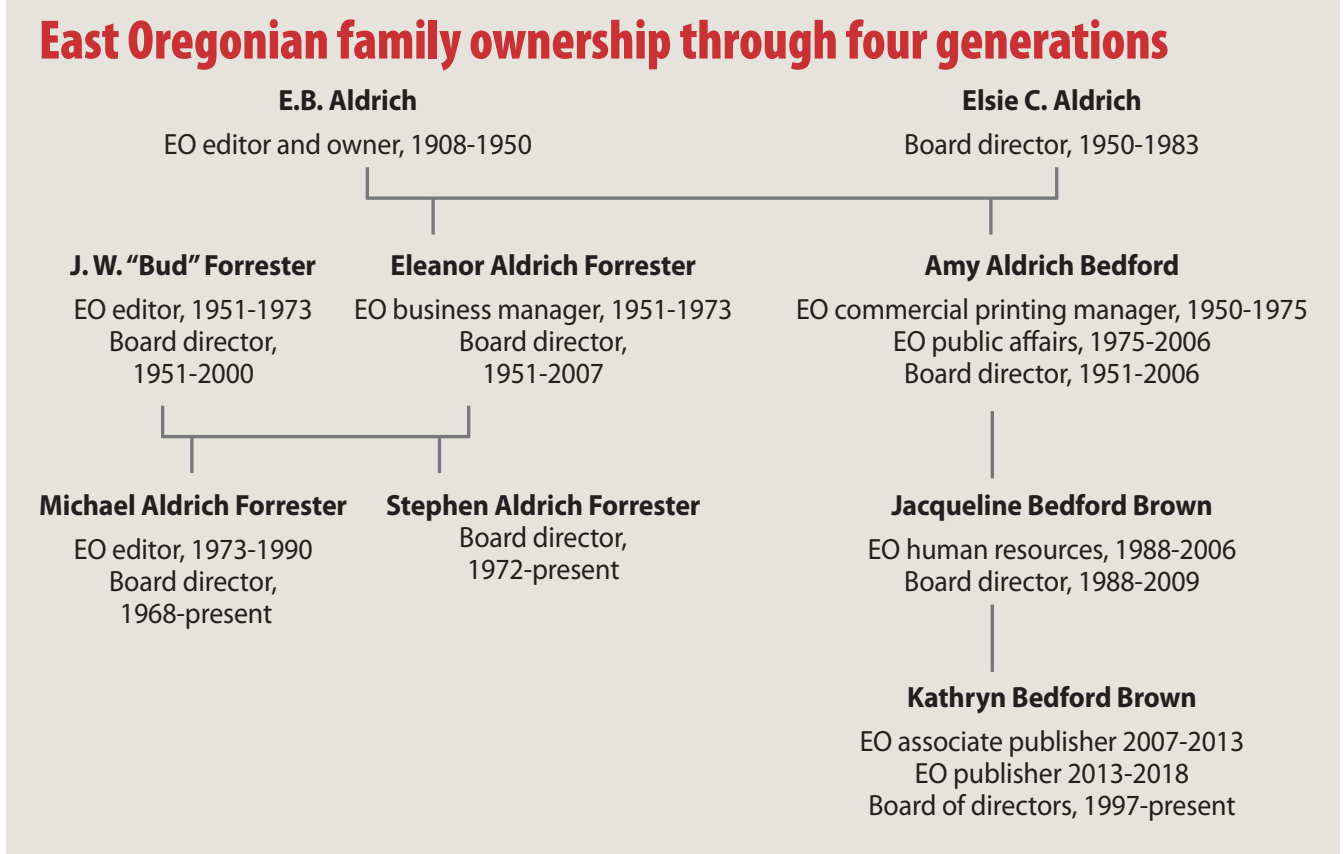 East Oregonian family ownership through four generations
E.B. Aldrich
EO editor and owner, 1908-1950
Elsie C. Aldrich
Board director, 1950-1983
J. W. “Bud” Forrester
EO editor, 1951-1973
Board director,
1951-2000
Eleanor Aldrich Forrester
EO business manager, 1951-1973
Board director,
1951-2007
Amy Aldrich Bedford
EO commercial printing manager, 1950-1975
EO public affairs, 1975-2006
Board director, 1951-2006
Michael Aldrich Forrester
EO editor, 1973-1990
Board director,
1968-present
Stephen Aldrich Forrester
Board director,
1972-present
Jacqueline Bedford Brown
EO human resources, 1988-2006
Board director, 1988-2009
Kathryn Bedford Brown
EO associate publisher 2007-2013
EO publisher 2013-2018
Board of directors, 1997-present